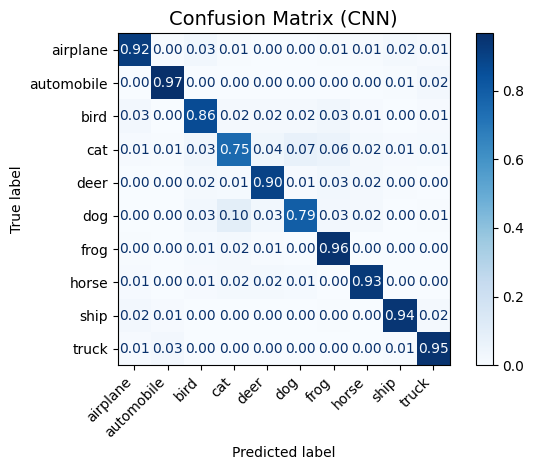 Confusion Matrix (CNN)
airplane 0.92 0.00 0.03 0.01 0.00 0.00 0.01 0.01 0.02 0.01
automobile 0.00 0.97 0.00 0.00 0.00 0.00 0.00 0.00 0.01 0.02
bird 0.03 0.00 0.86 0.02 0.02 0.02 0.03 0.01 0.00 0.01
cat 0.01 0.01 0.03 0.75 0.04 0.07 0.06 0.02 0.01 0.01
deer 0.00 0.00 0.02 0.01 0.90 0.01 0.03 0.02 0.00 0.00
dog 0.00 0.00 0.03 0.10 0.03 0.79 0.03 0.02 0.00 0.01
frog 0.00 0.00 0.01 0.02 0.01 0.00 0.96 0.00 0.00 0.00
horse 0.01 0.00 0.01 0.02 0.02 0.01 0.00 0.93 0.00 0.00
ship 0.02 0.01 0.00 0.00 0.00 0.00 0.00 0.00 0.94 0.02
truck 0.01 0.03 0.00 0.00 0.00 0.00 0.00 0.00 0.01 0.95
airplane automobile bird cat deer dog frog horse ship truck
Predicted label
True label
0.8
0.6
0.4
0.2
0.0